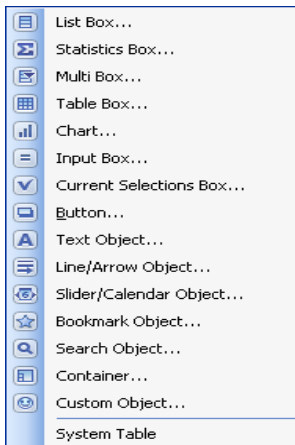 List Box...
Statistics Box...
Multi Box...
Table Box...
Chart...
Input Box...
Current Selections Box...
Button...
Text Object...
Line/Arrow Object...
Slider/Calendar Object...
Bookmark Object...
Search Object...
Container...
Custom Object...
System Table